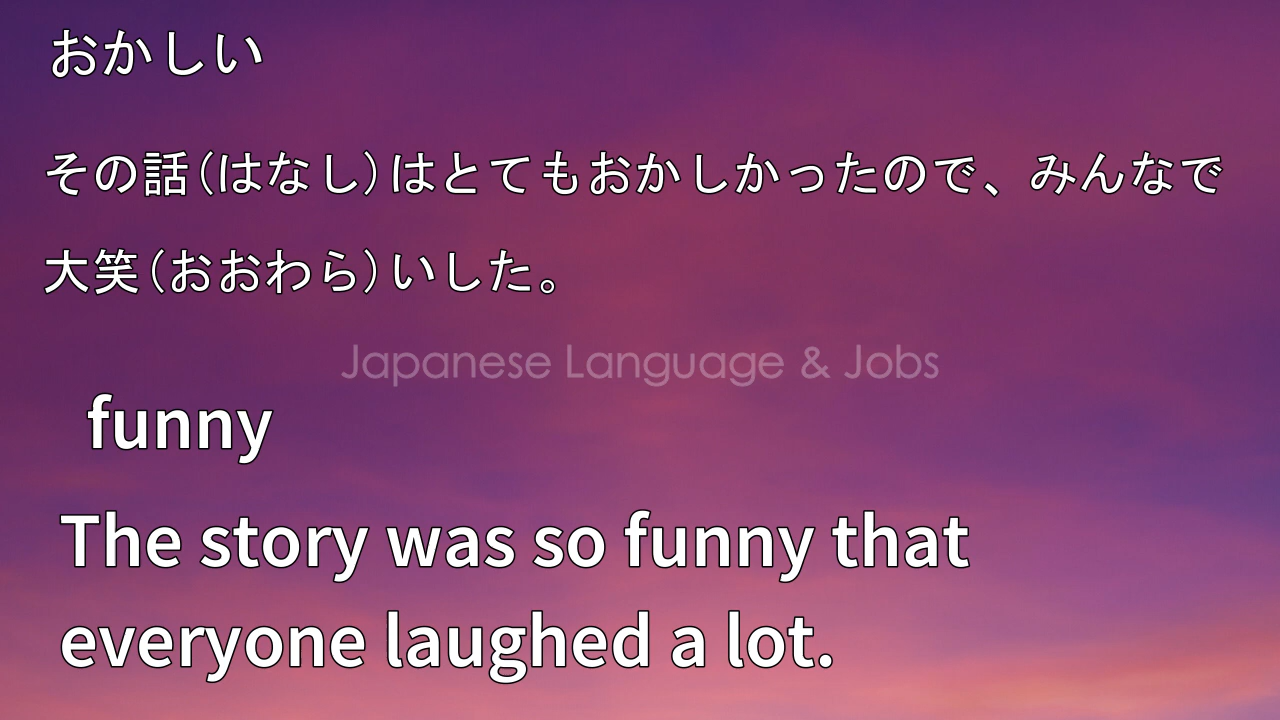 おかしい
その話(はなし)はとてもおかしかったので、みんなで
大笑(おおわら)いした。
Japanese Language & Jobs
funny
The story was so funny that
everyone laughed a lot.